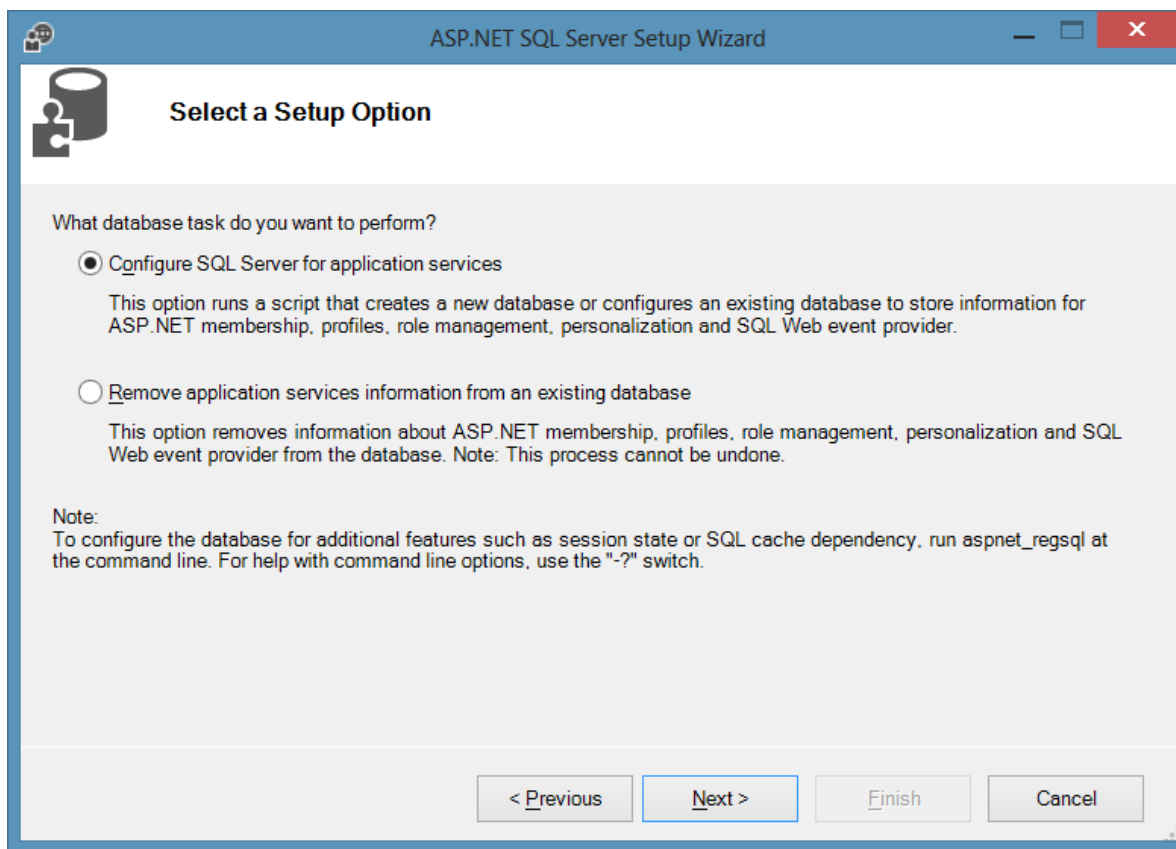 ASP.NET SQL Server Setup Wizard
Select a Setup Option
What database task do you want to perform?
Configure SQL Server for application services
This option runs a script that creates a new database or configures an existing database to store information for
ASP.NET membership, profiles, role management, personalization and SQL Web event provider.
Remove application services information from an existing database
This option removes information about ASP.NET membership, profiles, role management, personalization and SQL
Web event provider from the database. Note: This process cannot be undone.
Note:
To configure the database for additional features such as session state or SQL cache dependency, run aspnet_regsql at
the command line. For help with command line options, use the "-?" switch.
< Previous
Next >
Finish
Cancel